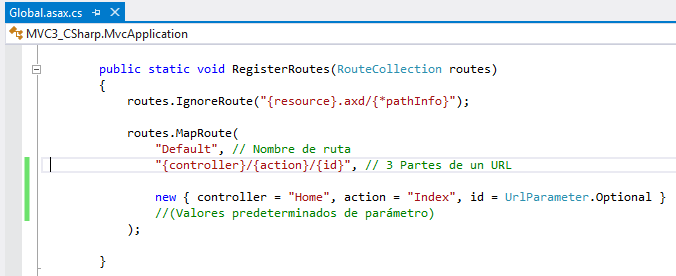 Global.asax.cs
MVC3_CSharp.MvcApplication
public static void RegisterRoutes(RouteCollection routes)
{
routes.IgnoreRoute("{resource}.axd/{*pathInfo}");
routes.MapRoute(
"Default", // Nombre de ruta
"{controller}/{action}/{id}", // 3 Partes de un URL
new { controller = "Home", action = "Index", id = UrlParameter.Optional }
//(Valores predeterminados de parámetro)
);
}